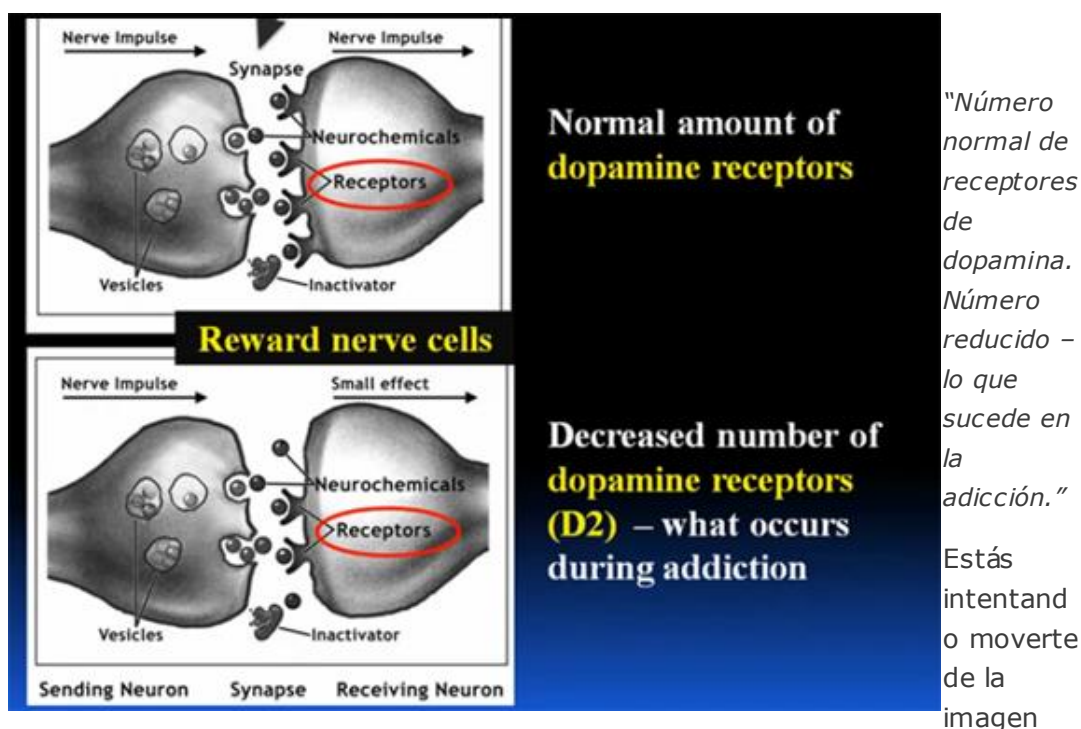 Nerve Impulse
Nerve Impulse
Synapse
Neurochemicals
Receptors
Vesicles
Inactivator
Normal amount of
dopamine receptors
Reward nerve cells
Nerve Impulse
Small effect
Neurochemicals
Receptors
Vesicles
Inactivator
Sending Neuron
Synapse
Receiving Neuron
Decreased number of
dopamine receptors
(D2) – what occurs
during addiction
“Número
normal de
receptores
de
dopamina.
Número
reducido –
lo que
sucede en
la
adicción.”
Estás
intentand
o moverte
de la
imagen